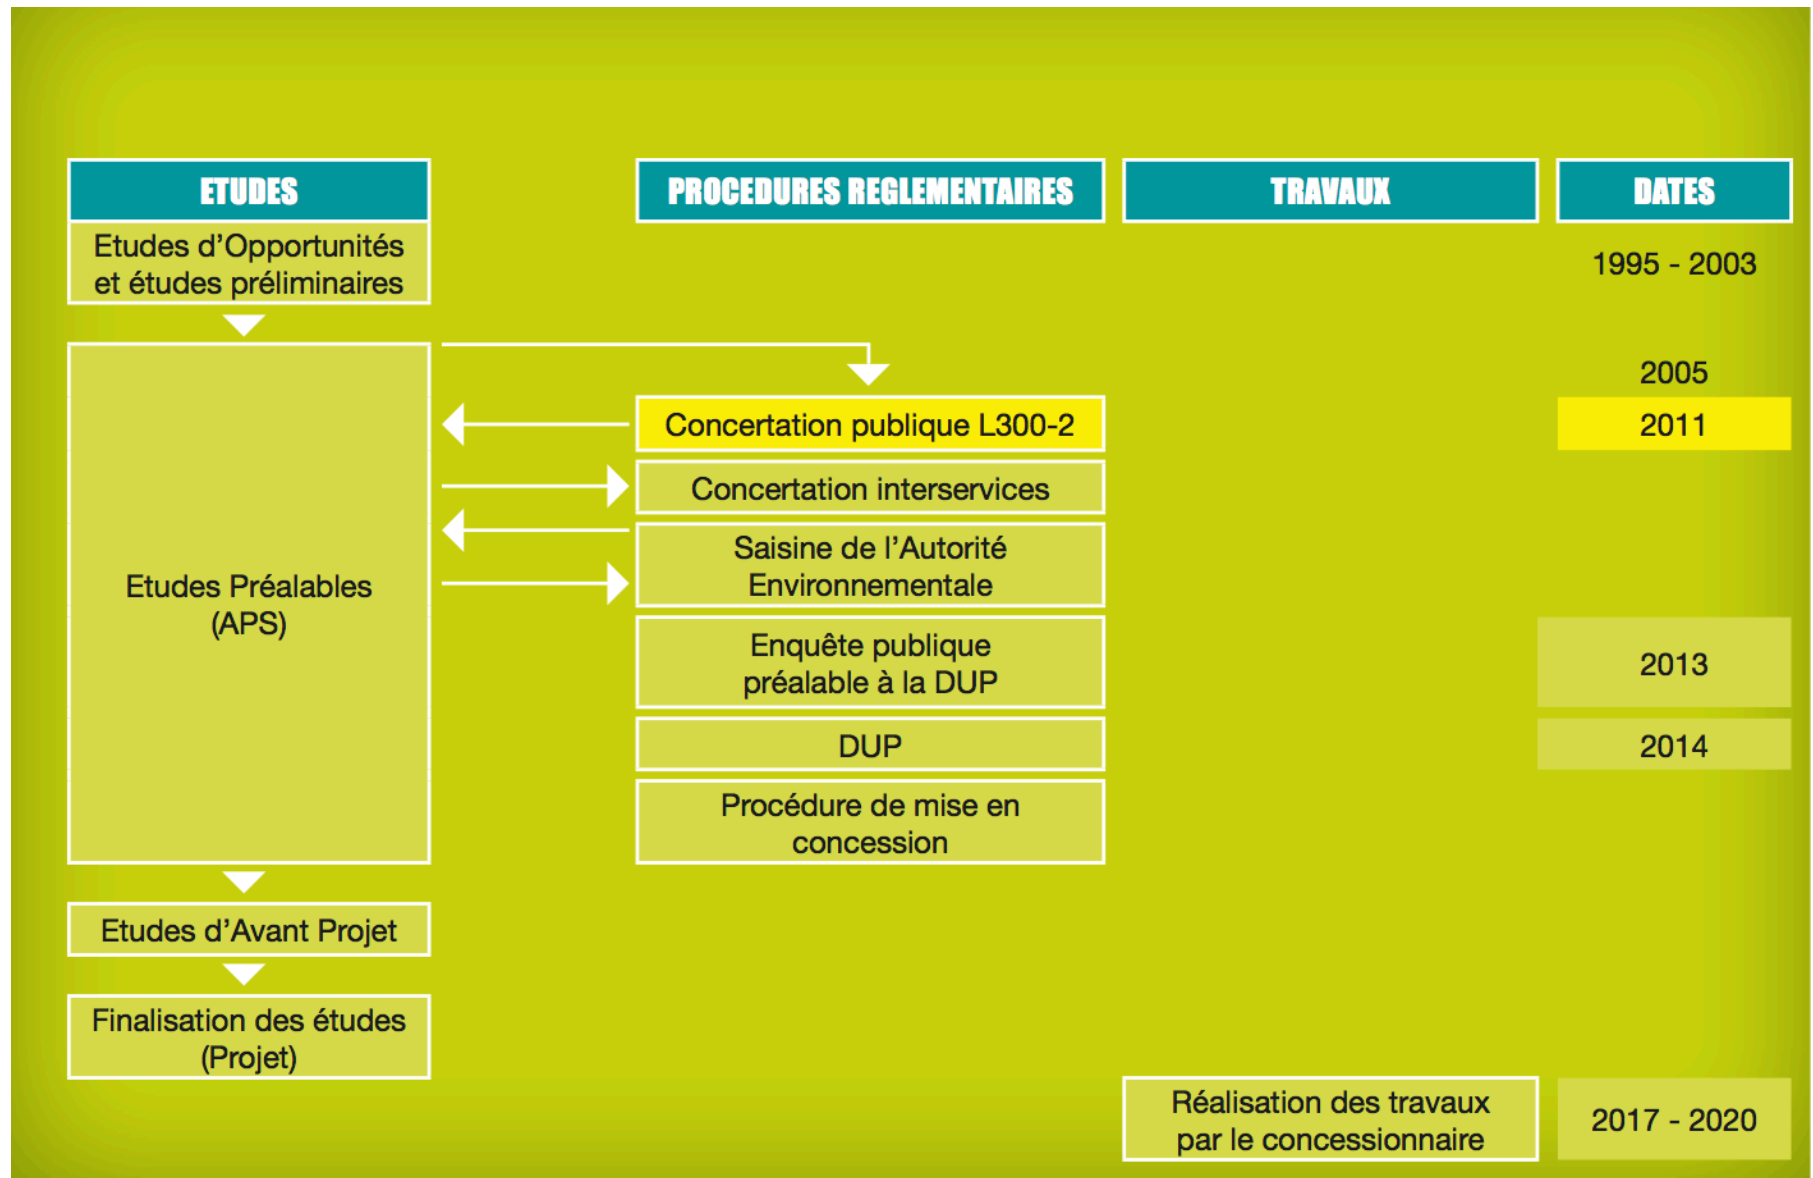 ETUDES
PROCEDURES REGLEMENTAIRES
TRAVAUX
DATES
Etudes d'Opportunités
et études préliminaires
1995 - 2003
2005
Concertation publique L300-2
2011
Concertation interservices
Saisine de l'Autorité
Environnementale
Etudes Préalables
(APS)
Enquête publique
préalable à la DUP
2013
DUP
2014
Procédure de mise en
concession
Etudes d'Avant Projet
Finalisation des études
(Projet)
Réalisation des travaux
par le concessionnaire
2017 - 2020